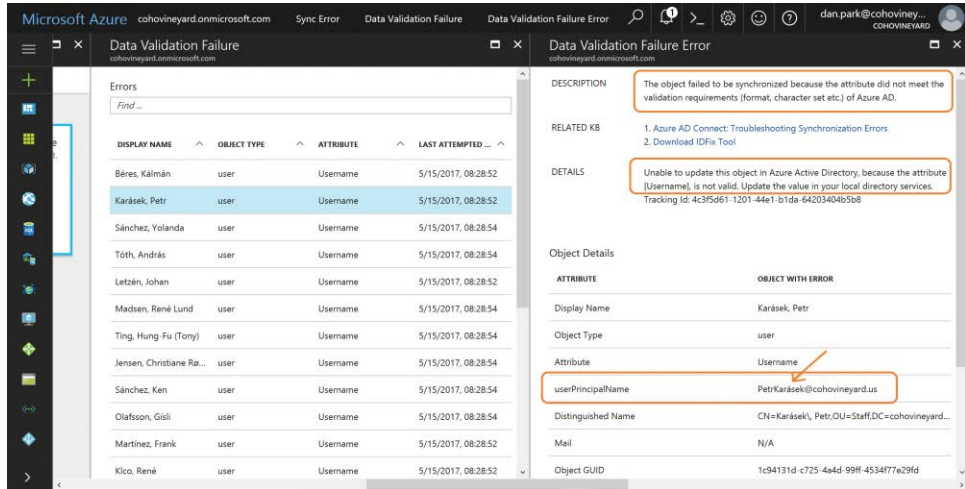 Microsoft Azure cohovineyard.onmicrosoft.com Sync Error Data Validation Failure Data Validation Failure Error 1 dan.park@cohoviney...
COHOVINEYARD
Data Validation Failure
cohovineyard.onmicrosoft.com
Errors
Find ...
DISPLAY NAME OBJECT TYPE ATTRIBUTE LAST ATTEMPTED ...
Béres, Kálmán user Username 5/15/2017, 08:28:52
Karásek, Petr user Username 5/15/2017, 08:28:52
Sánchez, Yolanda user Username 5/15/2017, 08:28:54
Tóth, András user Username 5/15/2017, 08:28:54
Letzén, Johan user Username 5/15/2017, 08:28:52
Madsen, René Lund user Username 5/15/2017, 08:28:54
Ting, Hung-Fu (Tony) user Username 5/15/2017, 08:28:54
Jensen, Christiane Rø... user Username 5/15/2017, 08:28:54
Sánchez, Ken user Username 5/15/2017, 08:28:54
Olafsson, Gísli user Username 5/15/2017, 08:28:54
Martínez, Frank user Username 5/15/2017, 08:28:52
Klco, René user Username 5/15/2017, 08:28:52
Data Validation Failure Error
cohovineyard.onmicrosoft.com
DESCRIPTION The object failed to be synchronized because the attribute did not meet the
validation requirements (format, character set etc.) of Azure AD.
RELATED KB 1. Azure AD Connect: Troubleshooting Synchronization Errors
2. Download IDFix Tool
DETAILS Unable to update this object in Azure Active Directory, because the attribute
[Username], is not valid. Update the value in your local directory services.
Tracking Id: 4c3f5d61-1201-44e1-b1da-64203404b5b8
Object Details
ATTRIBUTE OBJECT WITH ERROR
Display Name Karásek, Petr
Object Type user
Attribute Username
userPrincipalName PetrKarásek@cohovineyard.us
Distinguished Name CN=Karásek\, Petr,OU=Staff,DC=cohovineyard...
Mail N/A
Object GUID 1c94131d-c725-4a4d-99ff-4534f77e29fd